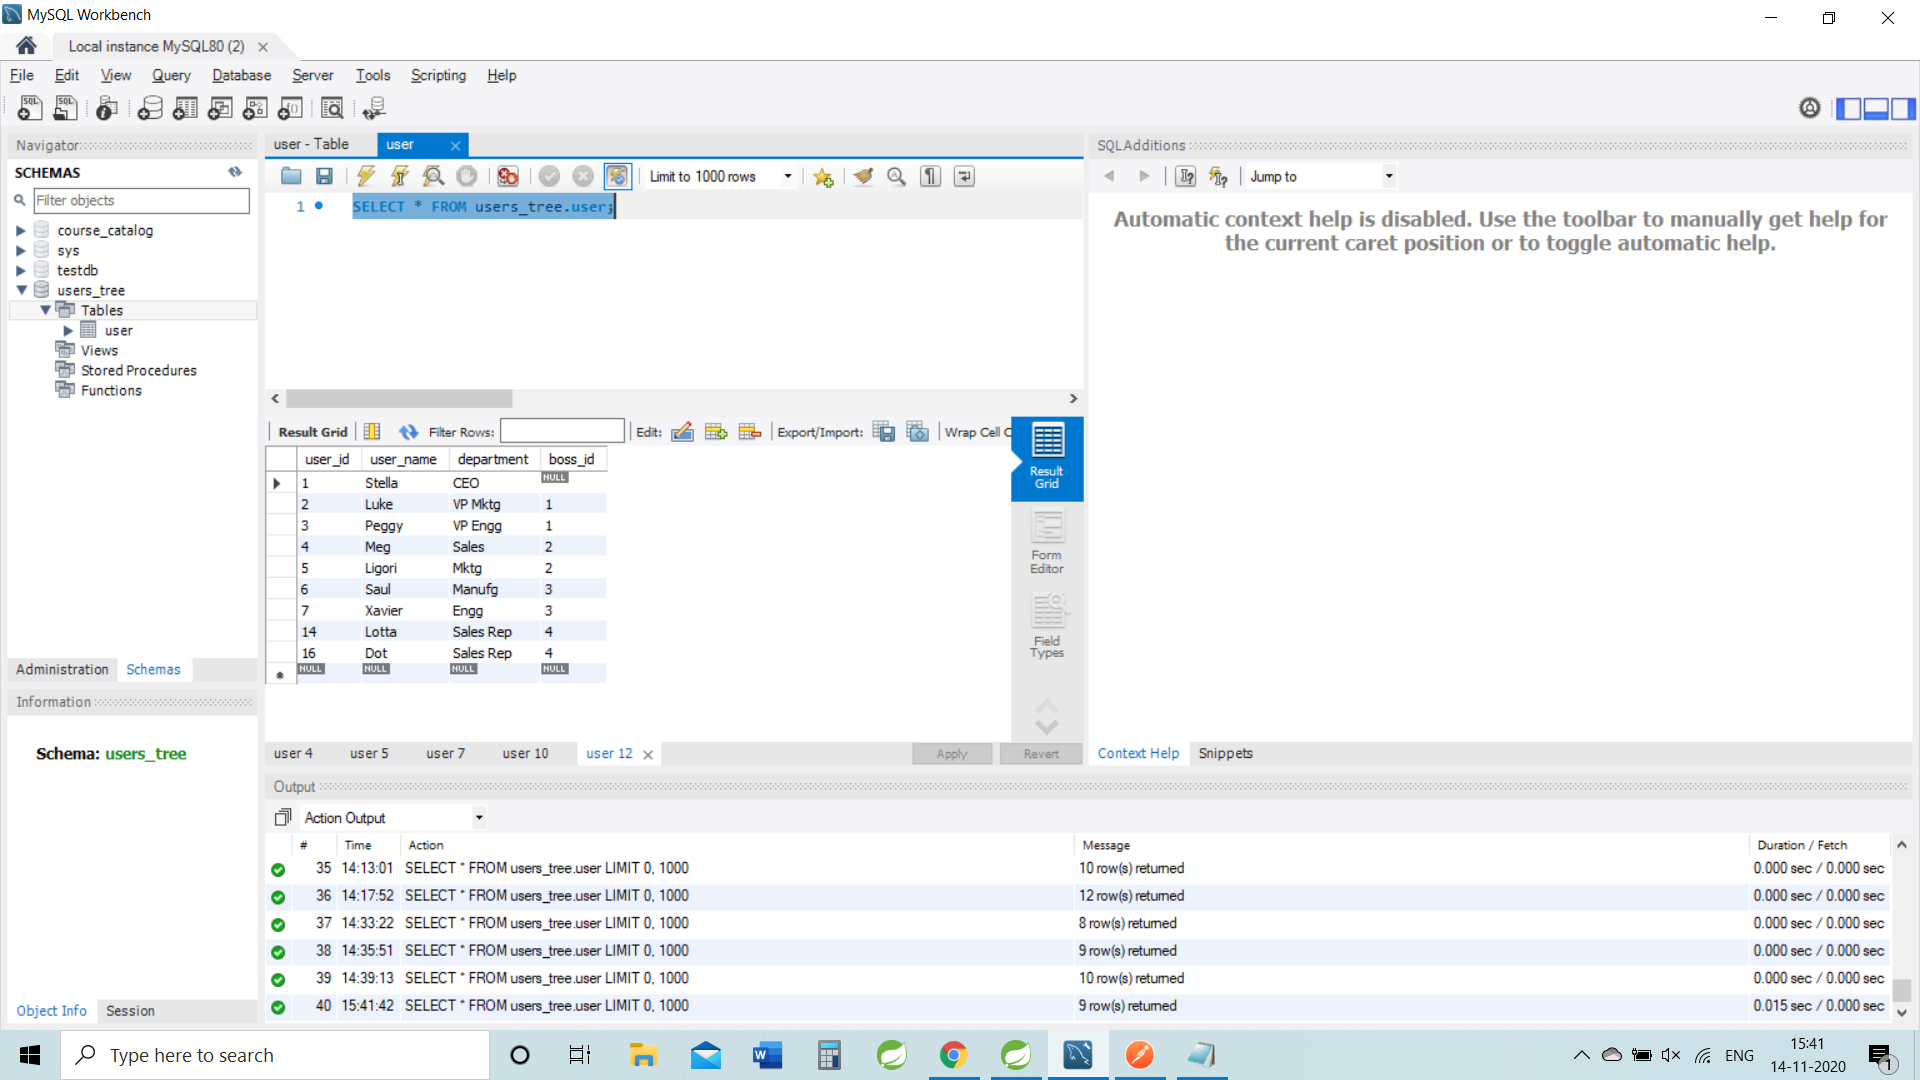 MySQL Workbench
Local instance MySQL80 (2)
File Edit View Query Database Server Tools Scripting Help
Navigator
SCHEMAS
Filter objects
course_catalog
sys
testdb
users_tree
Tables
user
Views
Stored Procedures
Functions
Administration Schemas
Information
Schema: users_tree
Object Info Session
user - Table user
Limit to 1000 rows
1 SELECT * FROM users_tree.user;
Result Grid Filter Rows: Edit: Export/Import: Wrap Cell C
user_id user_name department boss_id
1 Stella CEO NULL
2 Luke VP Mktg 1
3 Peggy VP Engg 1
4 Meg Sales 2
5 Ligori Mktg 2
6 Saul Manufg 3
7 Xavier Engg 3
14 Lotta Sales Rep 4
16 Dot Sales Rep 4
NULL NULL NULL NULL
Result
Grid
Form
Editor
Field
Types
user 4 user 5 user 7 user 10 user 12 Apply Revert
SQLAdditions
Jump to
Automatic context help is disabled. Use the toolbar to manually get help for
the current caret position or to toggle automatic help.
Context Help Snippets
Output
Action Output
# Time Action Message Duration / Fetch
35 14:13:01 SELECT * FROM users_tree.user LIMIT 0, 1000 10 row(s) returned 0.000 sec / 0.000 sec
36 14:17:52 SELECT * FROM users_tree.user LIMIT 0, 1000 12 row(s) returned 0.000 sec / 0.000 sec
37 14:33:22 SELECT * FROM users_tree.user LIMIT 0, 1000 8 row(s) returned 0.000 sec / 0.000 sec
38 14:35:51 SELECT * FROM users_tree.user LIMIT 0, 1000 9 row(s) returned 0.000 sec / 0.000 sec
39 14:39:13 SELECT * FROM users_tree.user LIMIT 0, 1000 10 row(s) returned 0.000 sec / 0.000 sec
40 15:41:42 SELECT * FROM users_tree.user LIMIT 0, 1000 9 row(s) returned 0.015 sec / 0.000 sec
Type here to search
ENG
15:41
14-11-2020
1